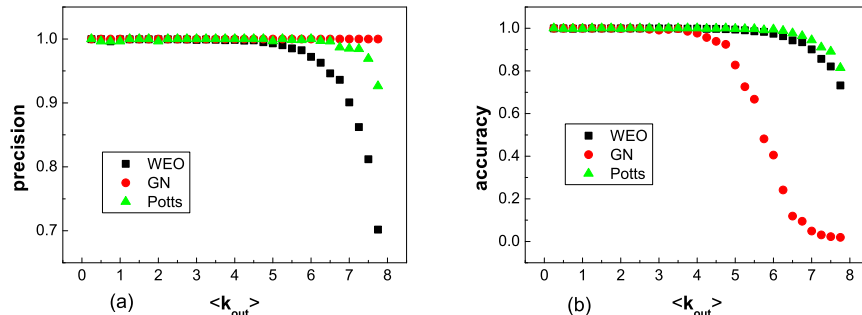 precision
1.0
0.9
0.8
0.7
WEO
GN
Potts
0 1 2 3 4 5 6 7 8
(a)
<k_out>
accuracy
1.0
0.8
0.6
0.4
0.2
0.0
WEO
GN
Potts
0 1 2 3 4 5 6 7 8
(b)
<k_out>